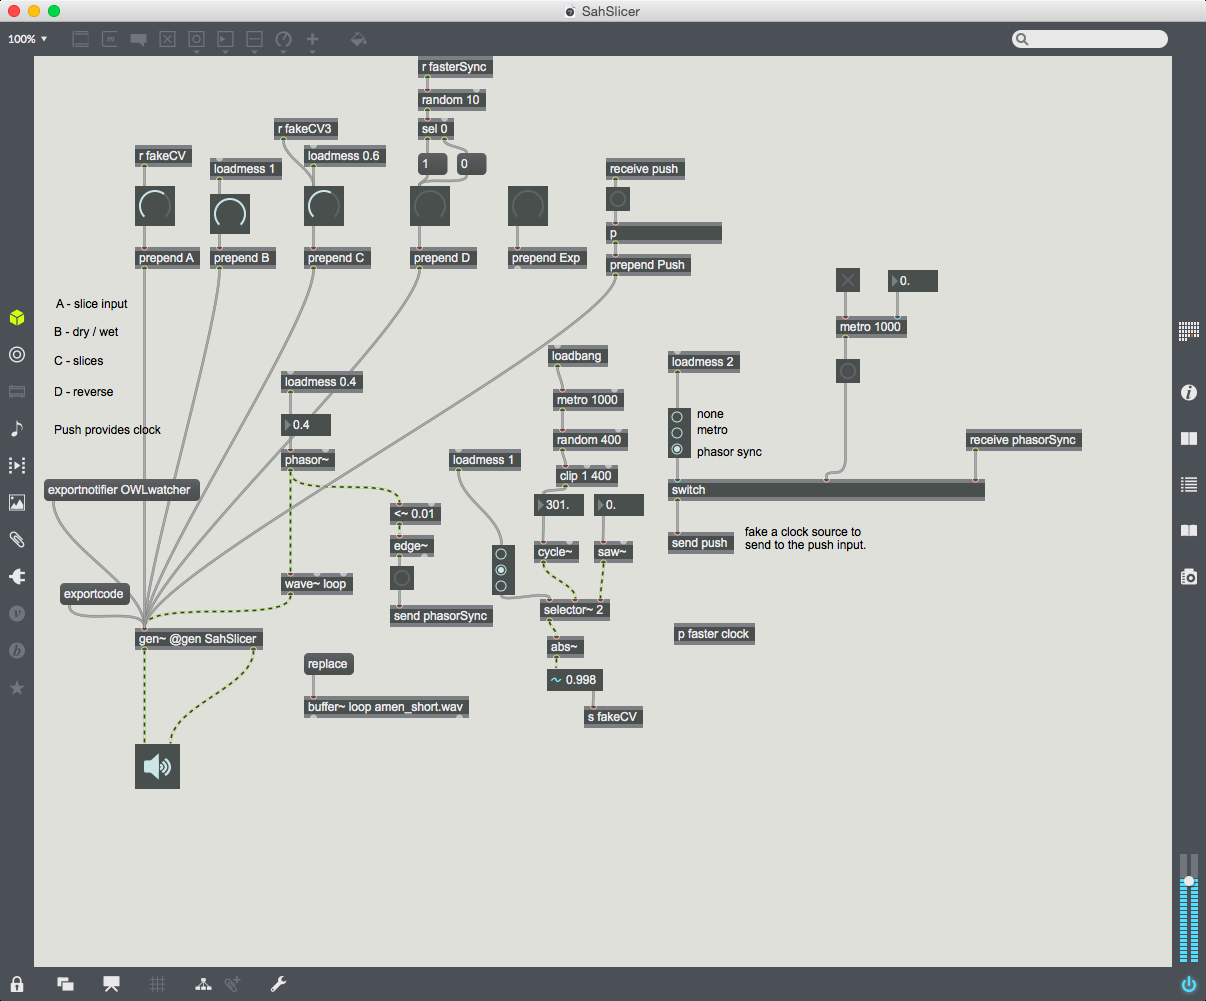 SahSlicer
100%
r fasterSync
random 10
r fakeCV3
sel 0
r fakeCV
loadmess 0.6
loadmess 1
1
0
receive push
p
prepend A
prepend B
prepend C
prepend D
prepend Exp
prepend Push
0.
A - slice input
B - dry / wet
metro 1000
C - slices
loadbang
loadmess 2
loadmess 0.4
D - reverse
metro 1000
none
0.4
Push provides clock
metro
random 400
receive phasorSync
phasor~
loadmess 1
phasor sync
clip 1 400
exportnotifier OWLwatcher
switch
301.
0.
<~ 0.01
fake a clock source to
send to the push input.
send push
edge~
cycle~
saw~
wave~ loop
exportcode
send phasorSync
selector~ 2
p faster clock
gen~ @gen SahSlicer
abs~
replace
0.998
buffer~ loop amen_short.wav
s fakeCV